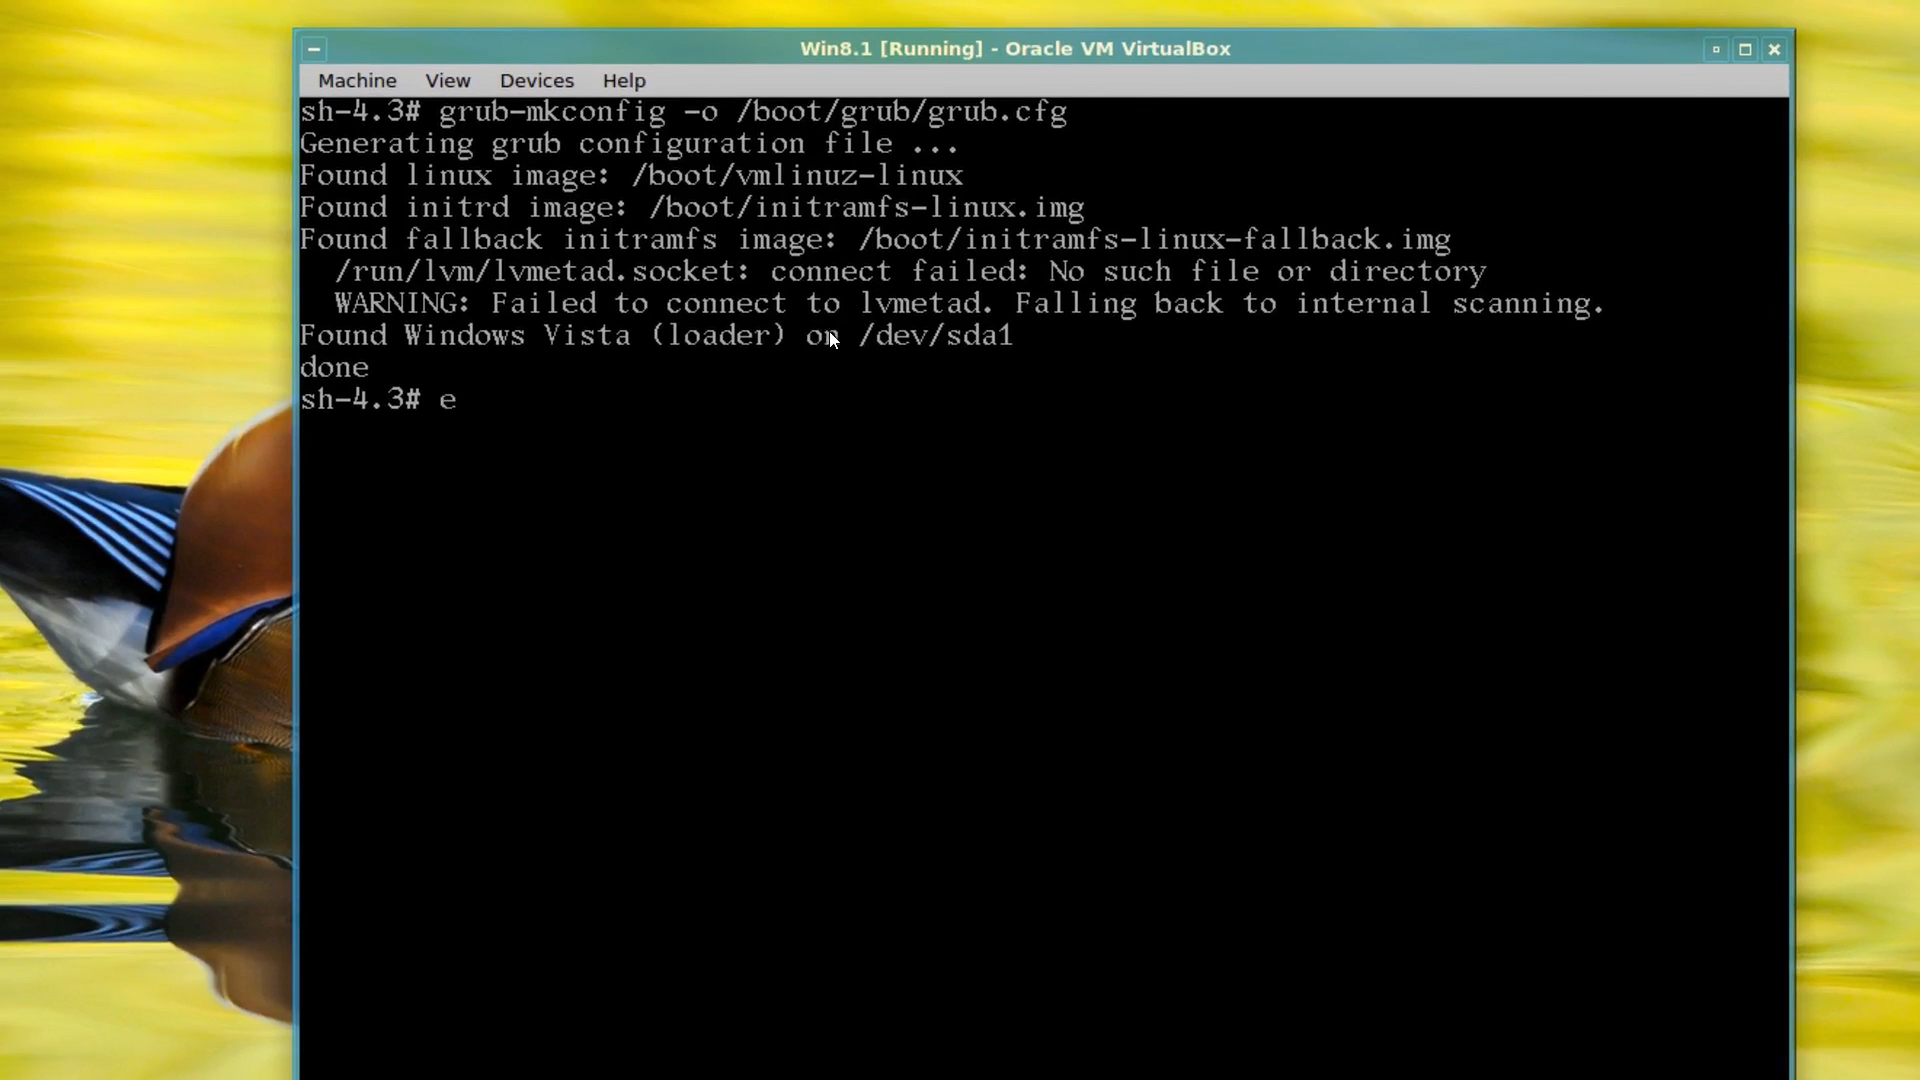 Win8.1 [Running] - Oracle VM VirtualBox
Machine View Devices Help
sh-4.3# grub-mkconfig -o /boot/grub/grub.cfg
Generating grub configuration file ...
Found linux image: /boot/vmlinuz-linux
Found initrd image: /boot/initramfs-linux.img
Found fallback initramfs image: /boot/initramfs-linux-fallback.img
/run/lvm/lvmetad.socket: connect failed: No such file or directory
WARNING: Failed to connect to lvmetad. Falling back to internal scanning.
Found Windows Vista (loader) on /dev/sda1
done
sh-4.3# e